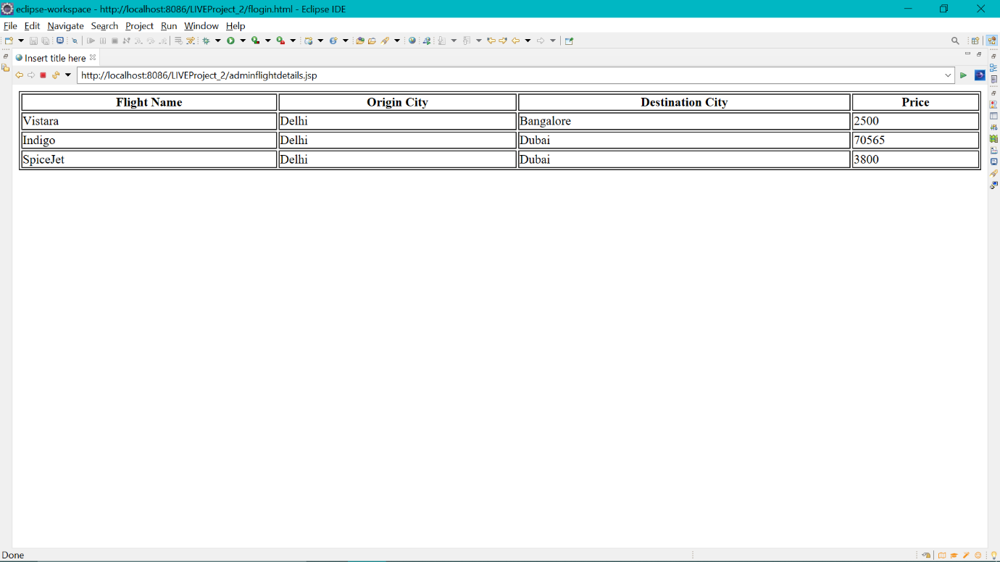 eclipse-workspace - http://localhost:8086/LIVEProject_2/flogin.html - Eclipse IDE
File Edit Navigate Search Project Run Window Help
Insert title here
http://localhost:8086/LIVEProject_2/adminflightdetails.jsp
Flight Name Origin City Destination City Price
Vistara Delhi Bangalore 2500
Indigo Delhi Dubai 70565
SpiceJet Delhi Dubai 3800
Done